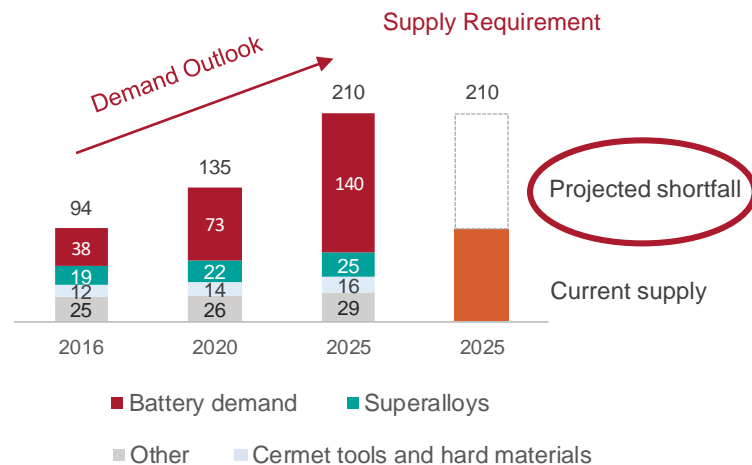 Supply Requirement
Demand Outlook
210
210
135
94
140
Projected shortfall
73
38
25
19
22
16
12
14
Current supply
25
26
29
2016
2020
2025
2025
Battery demand
Superalloys
Other
Cermet tools and hard materials